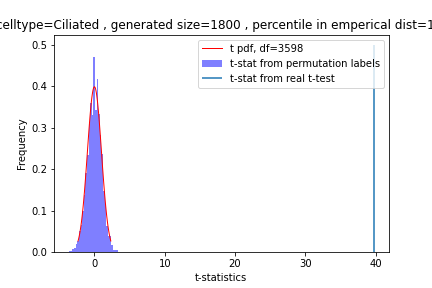 celltype=Ciliated , generated size=1800 , percentile in emperical dist=1
0.5
0.4
0.3
0.2
0.1
0.0
Frequency
t pdf, df=3598
t-stat from permutation labels
t-stat from real t-test
0
10
20
30
40
t-statistics